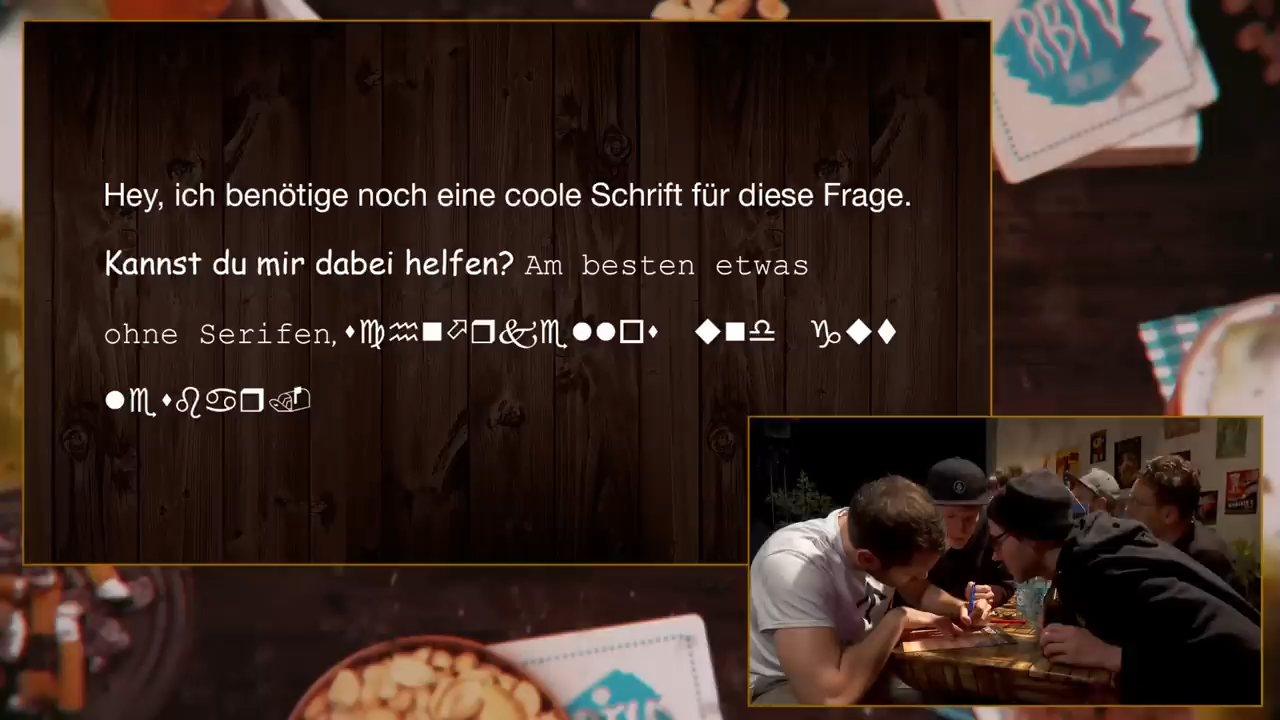 Hey, ich benötige noch eine coole Schrift für diese Frage.
Kannst du mir dabei helfen? Am besten etwas
ohne Serifen, ⬧♍♒■⬀❒🙵♏●●□⬧ ◆■♎ ♑◆⧫
●♏⬧♌♋❒📬
RBTV